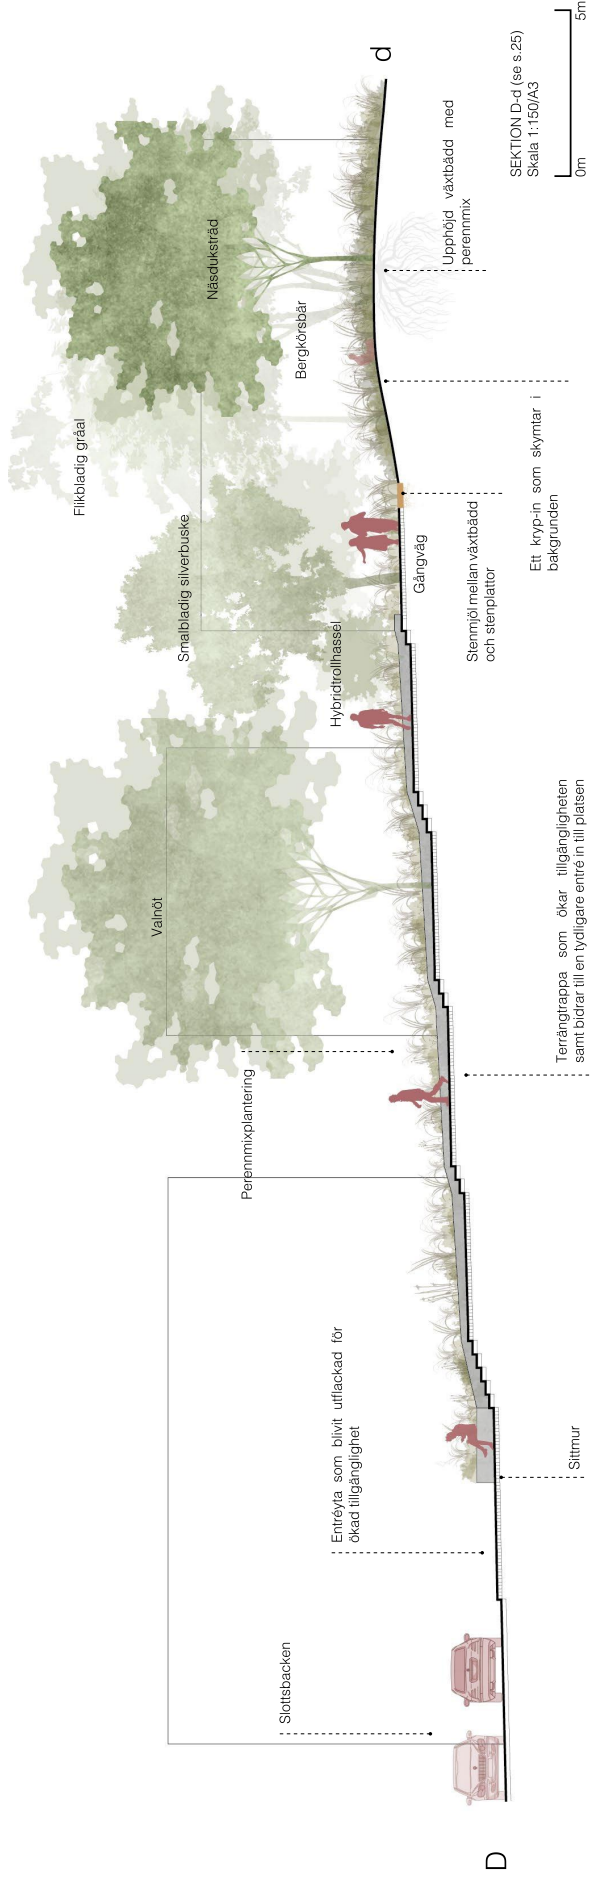 D
Slottsbacken
Entréyta som blivit utflackad för
ökad tillgänglighet
Sittmur
Perennmixplantering
Terrängtrappa som ökar tillgängligheten
samt bidrar till en tydligare entré in till platsen
Valnöt
Hybridtrollhassel
Smalbladig silverbuske
Gångväg
Stenmjöl mellan växtbädd
och stenplattor
Flikbladig gråal
Ett kryp-in som skymtar i
bakgrunden
Bergkörsbär
Näsduksträd
Upphöjd växtbädd med
perennmix
d
SEKTION D-d (se s.25)
Skala 1:150/A3
0m
5m